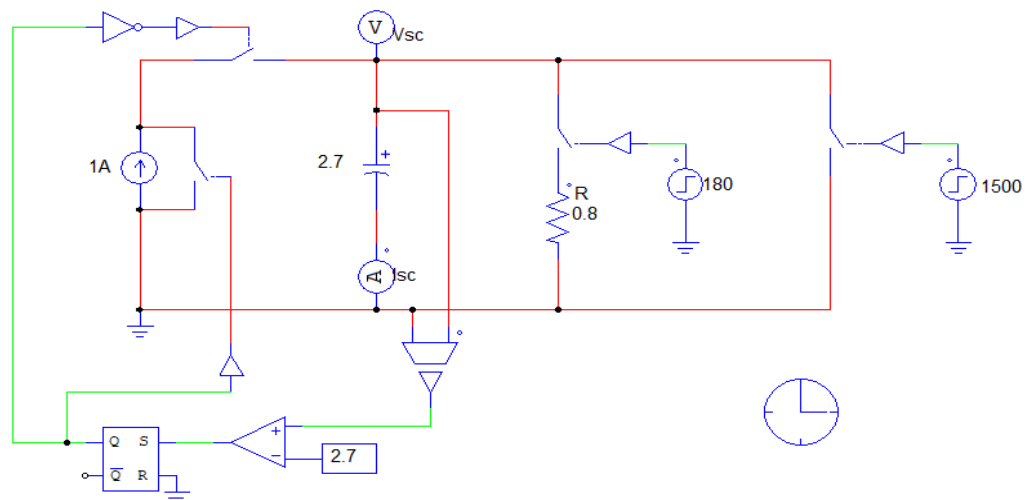 V
Vsc
1A
+
2.7
R
0.8
180
1500
A
Isc
+
−
2.7
Q S
Q̅ R